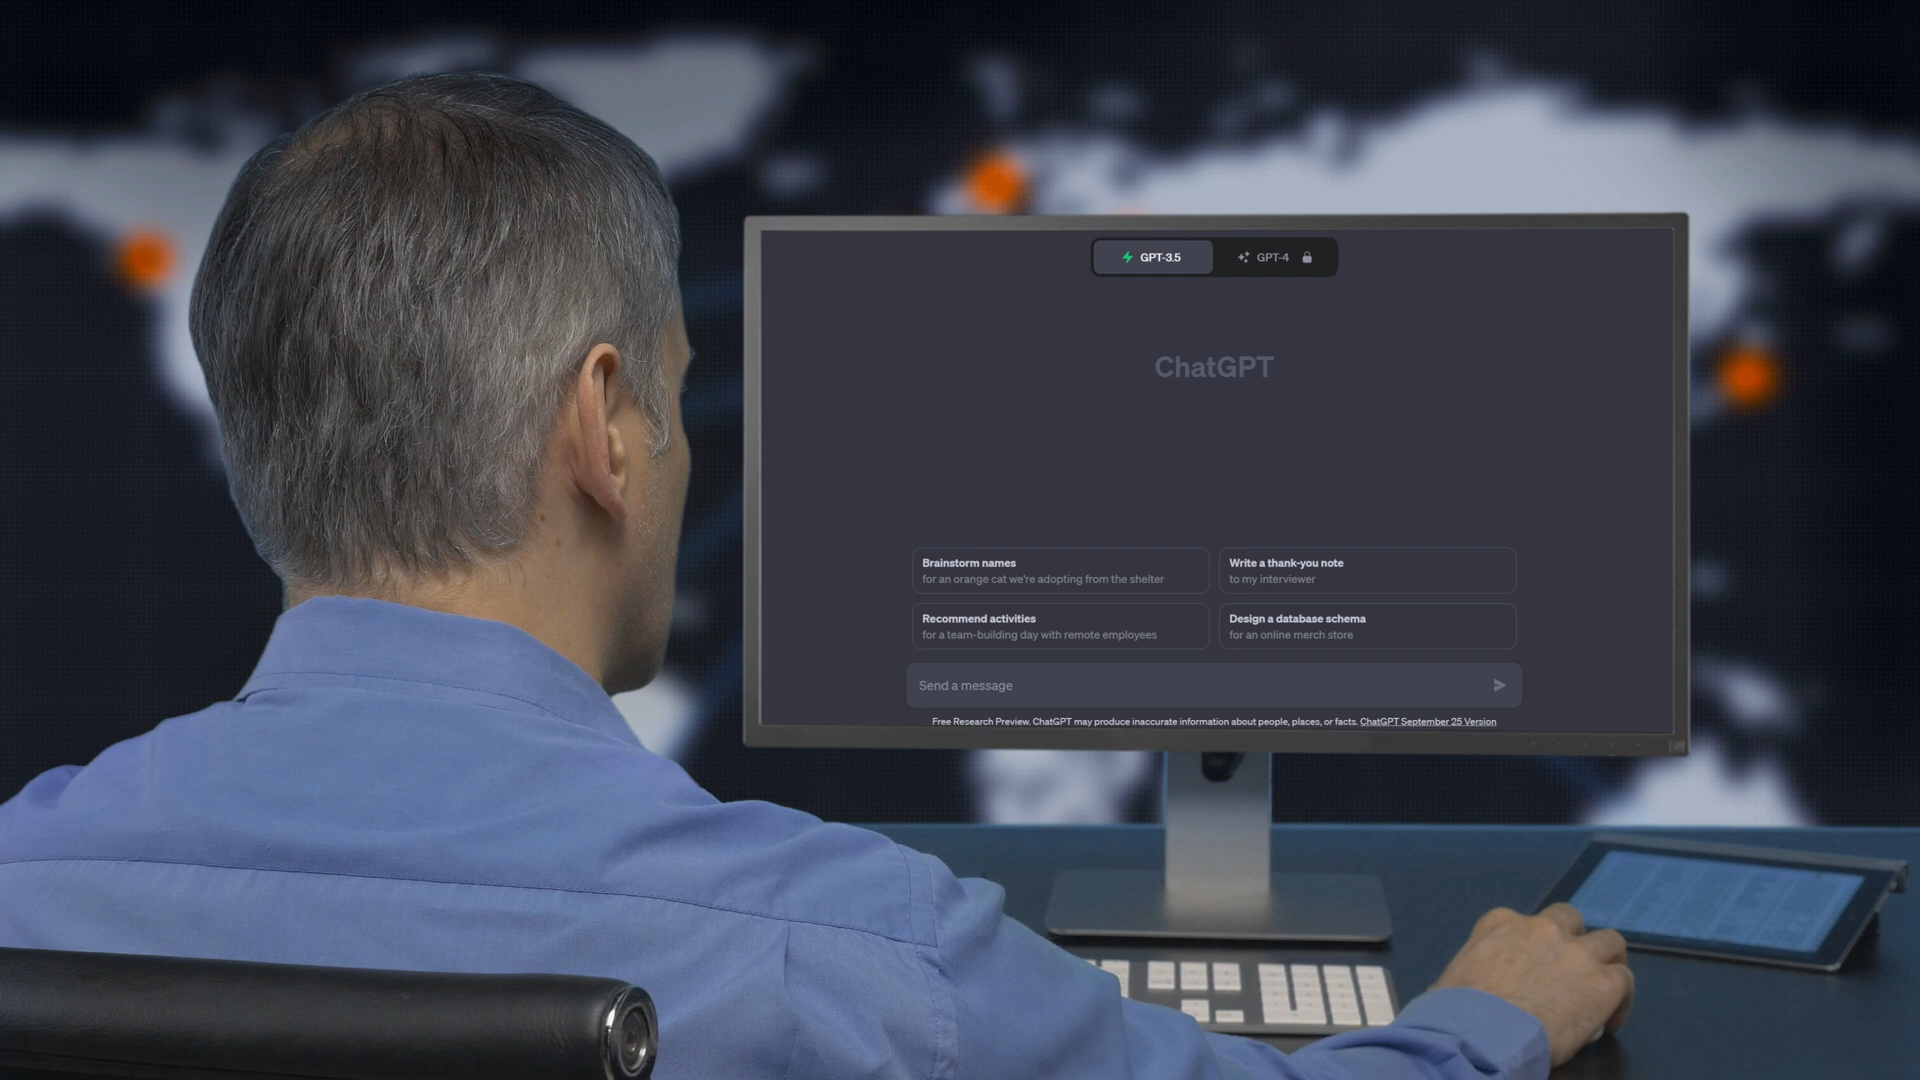 GPT-3.5 GPT-4
ChatGPT
Brainstorm names
for an orange cat we're adopting from the shelter
Write a thank-you note
to my interviewer
Recommend activities
for a team-building day with remote employees
Design a database schema
for an online merch store
Send a message
Free Research Preview. ChatGPT may produce inaccurate information about people, places, or facts. ChatGPT September 25 Version